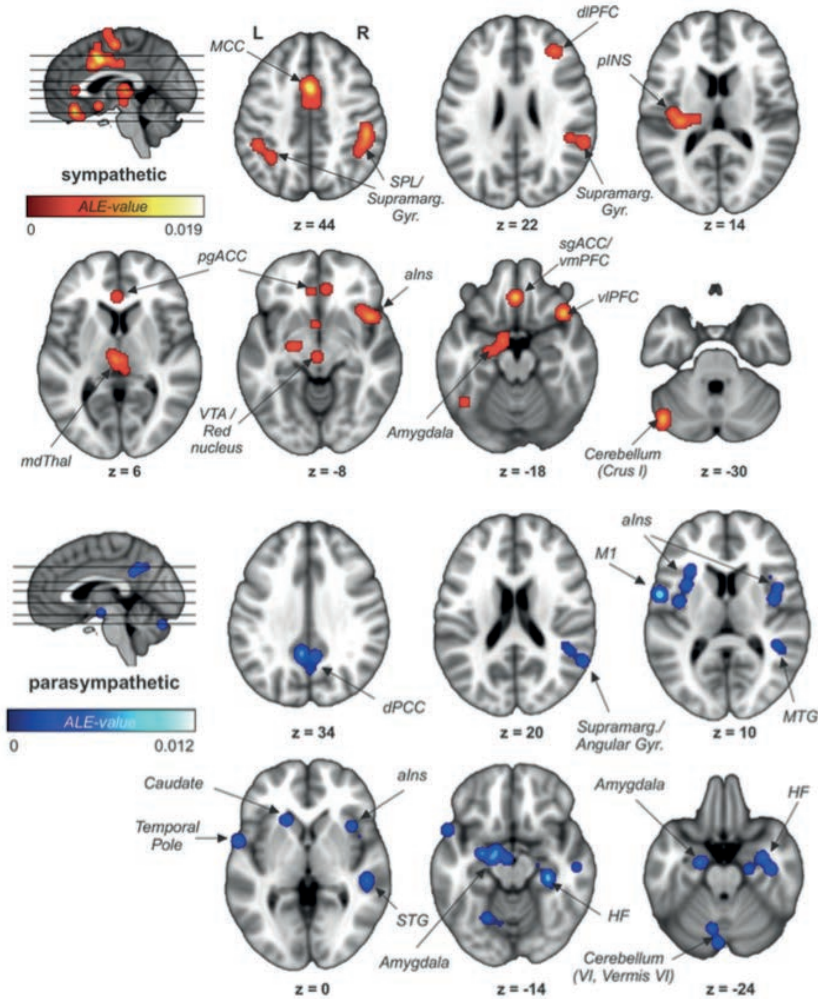 L
R
MCC
dlPFC
pINS
sympathetic
ALE-value
0
0.019
SPL/
Supramarg.
Gyr.
Supramarg.
Gyr.
z = 44
z = 22
z = 14
pgACC
aIns
sgACC/
vmPFC
vlPFC
mdThal
VTA /
Red
nucleus
Amygdala
Cerebellum
(Crus I)
z = 6
z = -8
z = -18
z = -30
aIns
M1
parasympathetic
ALE-value
0
0.012
dPCC
Supramarg./
Angular Gyr.
MTG
z = 34
z = 20
z = 10
Caudate
aIns
Temporal
Pole
Amygdala
HF
STG
Amygdala
HF
Cerebellum
(VI, Vermis VI)
z = 0
z = -14
z = -24